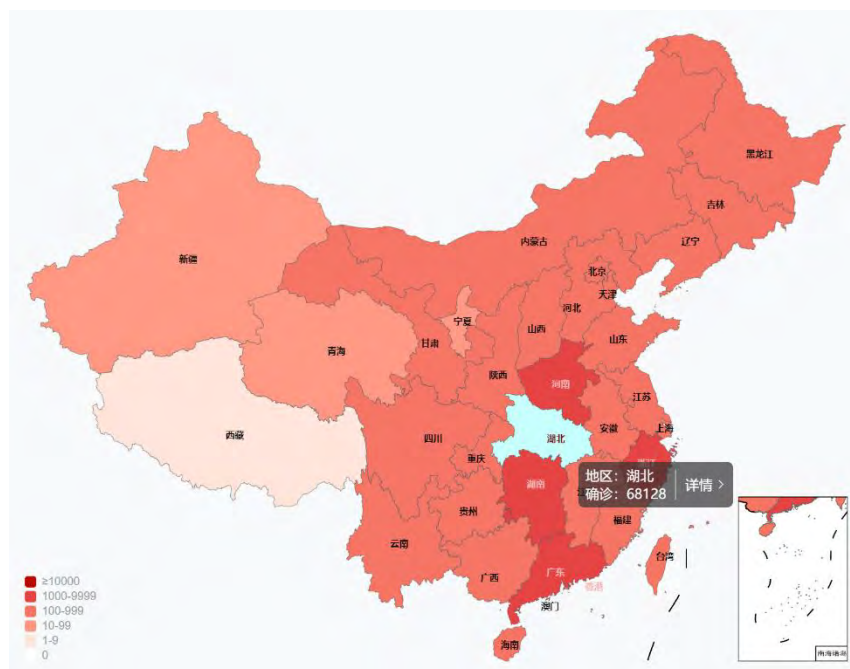 黑龙江
吉林
辽宁
内蒙古
新疆
北京
天津
河北
宁夏
山西
山东
青海
甘肃
陕西
河南
江苏
西藏
四川
湖北
安徽
上海
重庆
地区：湖北
确诊：68128
详情 >
湖南
贵州
福建
云南
台湾
广西
广东
香港
澳门
海南
≥10000
1000-9999
100-999
10-99
1-9
0
南海诸岛